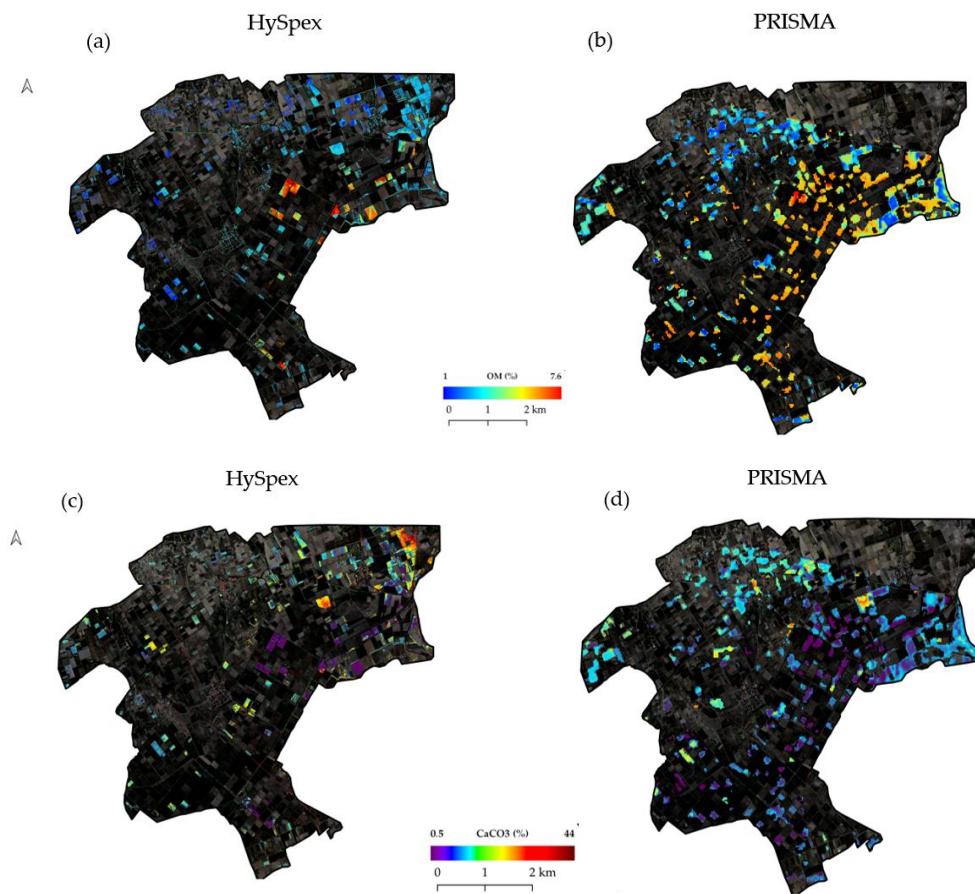 HySpex
PRISMA
(a)
(b)
1 OM (%) 7.6
0 1 2 km
HySpex
PRISMA
(c)
(d)
0.5 CaCO3 (%) 44
0 1 2 km